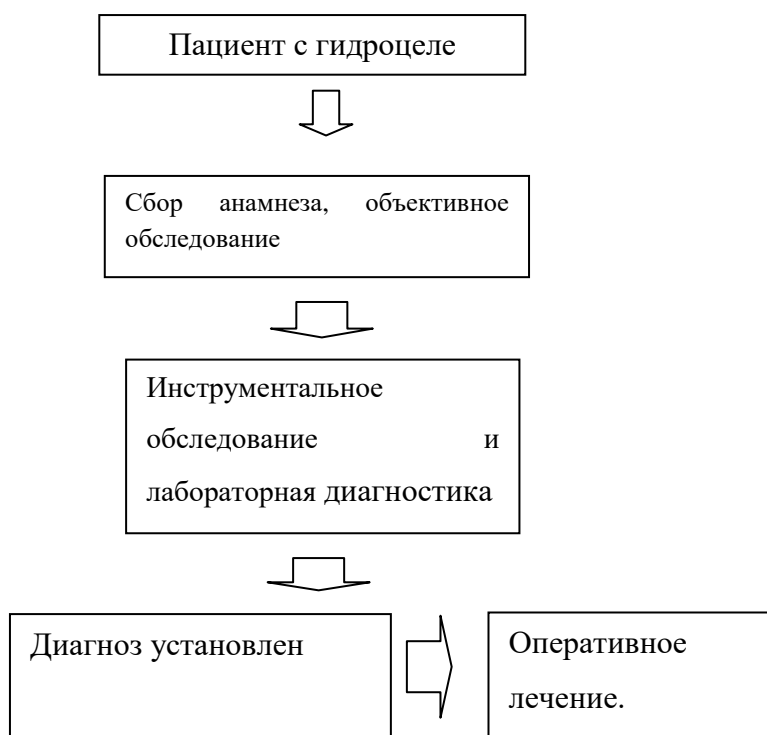 Пациент с гидроцеле
Сбор анамнеза, объективное
обследование
Инструментальное
обследование и
лабораторная диагностика
Диагноз установлен
Оперативное
лечение.